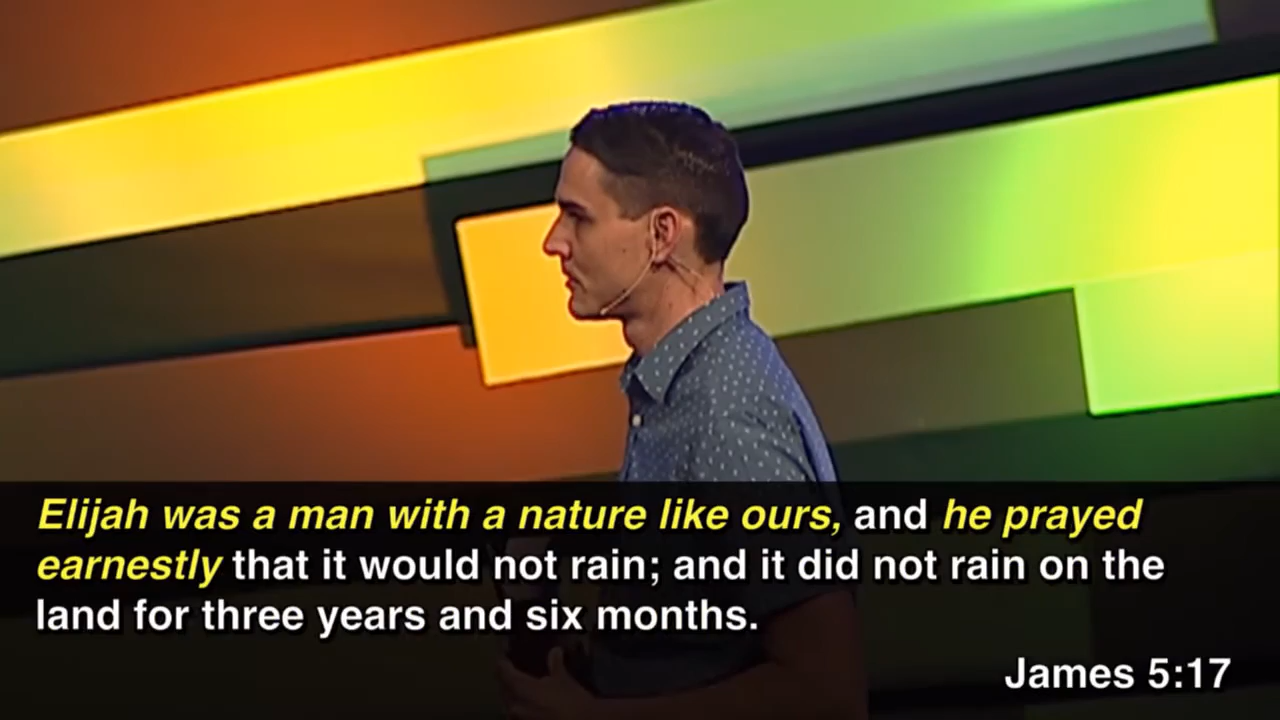 Elijah was a man with a nature like ours, and he prayed
earnestly that it would not rain; and it did not rain on the
land for three years and six months.
James 5:17